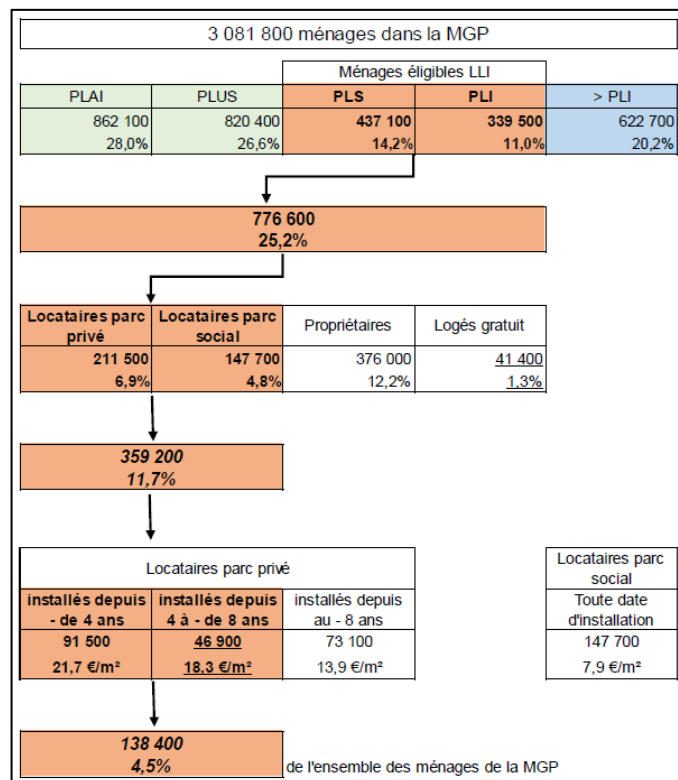 3 081 800 ménages dans la MGP
Ménages éligibles LLI
PLAI PLUS PLS PLI > PLI
862 100 820 400 437 100 339 500 622 700
28,0% 26,6% 14,2% 11,0% 20,2%
776 600
25,2%
Locataires parc privé Locataires parc social Propriétaires Logés gratuit
211 500 147 700 376 000 41 400
6,9% 4,8% 12,2% 1,3%
359 200
11,7%
Locataires parc privé
Locataires parc social
installés depuis - de 4 ans installés depuis 4 à - de 8 ans installés depuis au - 8 ans Toute date d'installation
91 500 46 900 73 100 147 700
21,7 €/m² 18,3 €/m² 13,9 €/m² 7,9 €/m²
138 400
4,5% de l'ensemble des ménages de la MGP